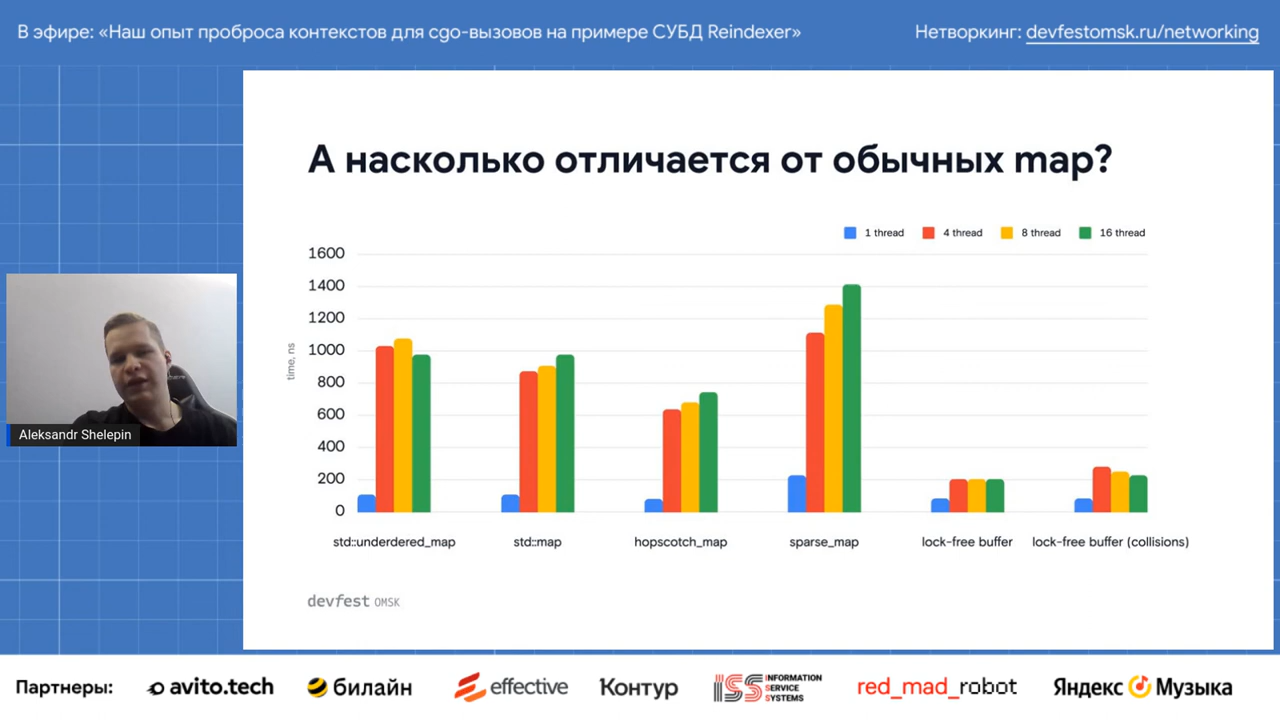 В эфире: «Наш опыт проброса контекстов для cgo-вызовов на примере СУБД Reindexer»
Нетворкинг: devfestomsk.ru/networking
А насколько отличается от обычных map?
1 thread 4 thread 8 thread 16 thread
1600
1400
1200
1000
800
600
400
200
0
time, ns
std::underdered_map std::map hopscotch_map sparse_map lock-free buffer lock-free buffer (collisions)
Aleksandr Shelepin
devfest OMSK
Партнеры: avito.tech билайн effective Контур ISS INFORMATION SERVICE SYSTEMS red_mad_robot Яндекс Музыка